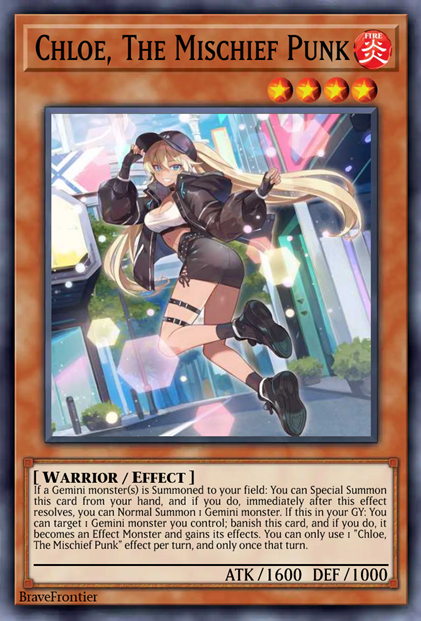 Chloe, The Mischief Punk
FIRE
炎
[ Warrior / Effect ]
If a Gemini monster(s) is Summoned to your field: You can Special Summon
this card from your hand, and if you do, immediately after this effect
resolves, you can Normal Summon 1 Gemini monster. If this in your GY: You
can target 1 Gemini monster you control; banish this card, and if you do, it
becomes an Effect Monster and gains its effects. You can only use 1 "Chloe,
The Mischief Punk" effect per turn, and only once that turn.
ATK/1600 DEF/1000
BraveFrontier